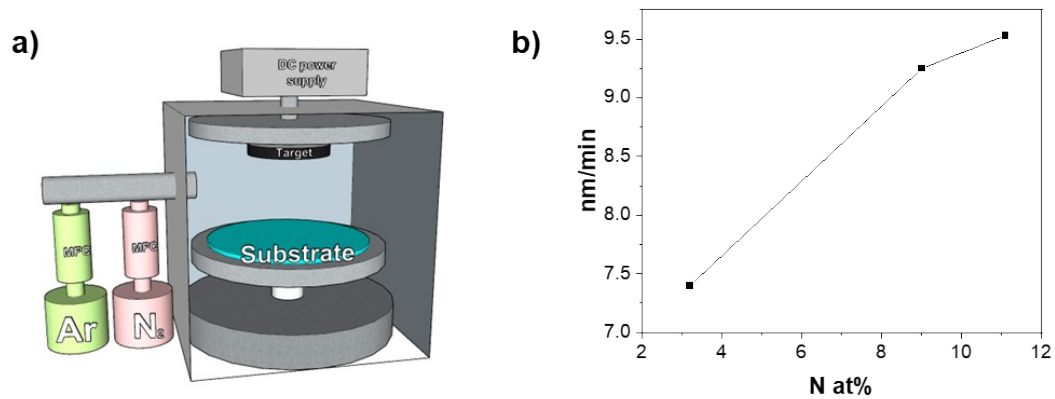 a)
DC power
supply
Target
MFC
MFC
Substrate
Ar
N₂
b)
nm/min
9.5
9.0
8.5
8.0
7.5
7.0
2
4
6
8
10
12
N at%